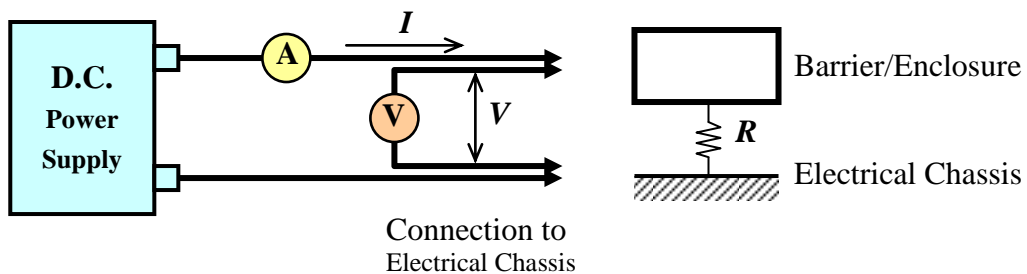 D.C.
Power
Supply
A
I
V
V
Connection to
Electrical Chassis
Barrier/Enclosure
R
Electrical Chassis